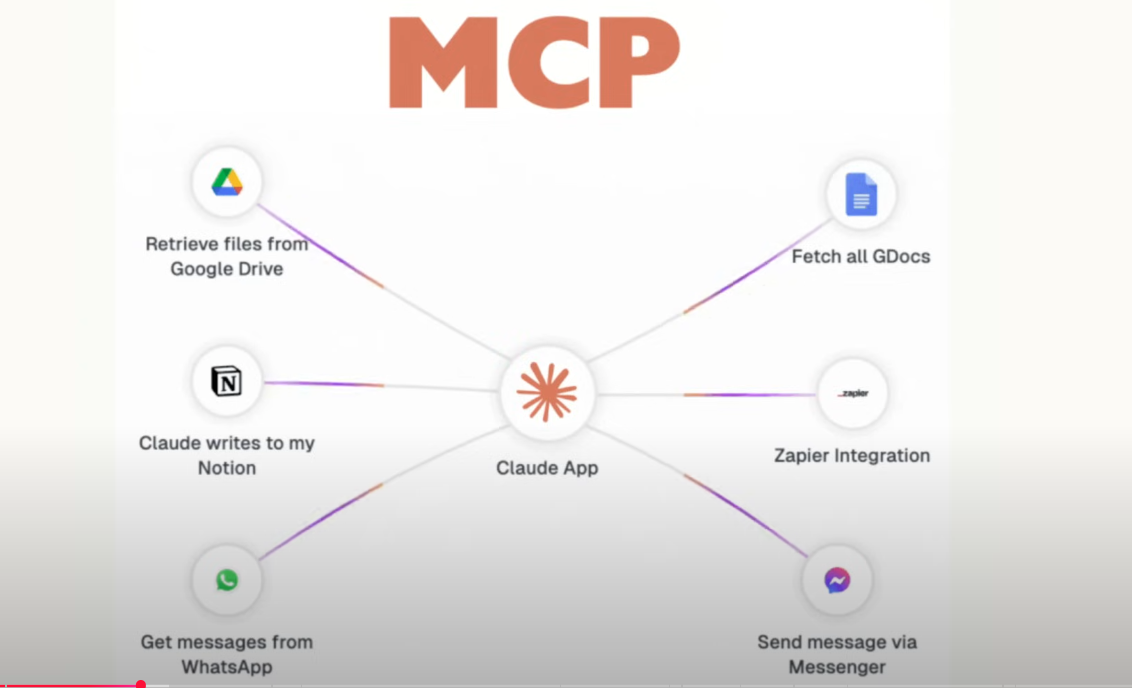 MCP
Retrieve files from
Google Drive
Fetch all GDocs
N
Claude writes to my
Notion
Claude App
zapier
Zapier Integration
Get messages from
WhatsApp
Send message via
Messenger